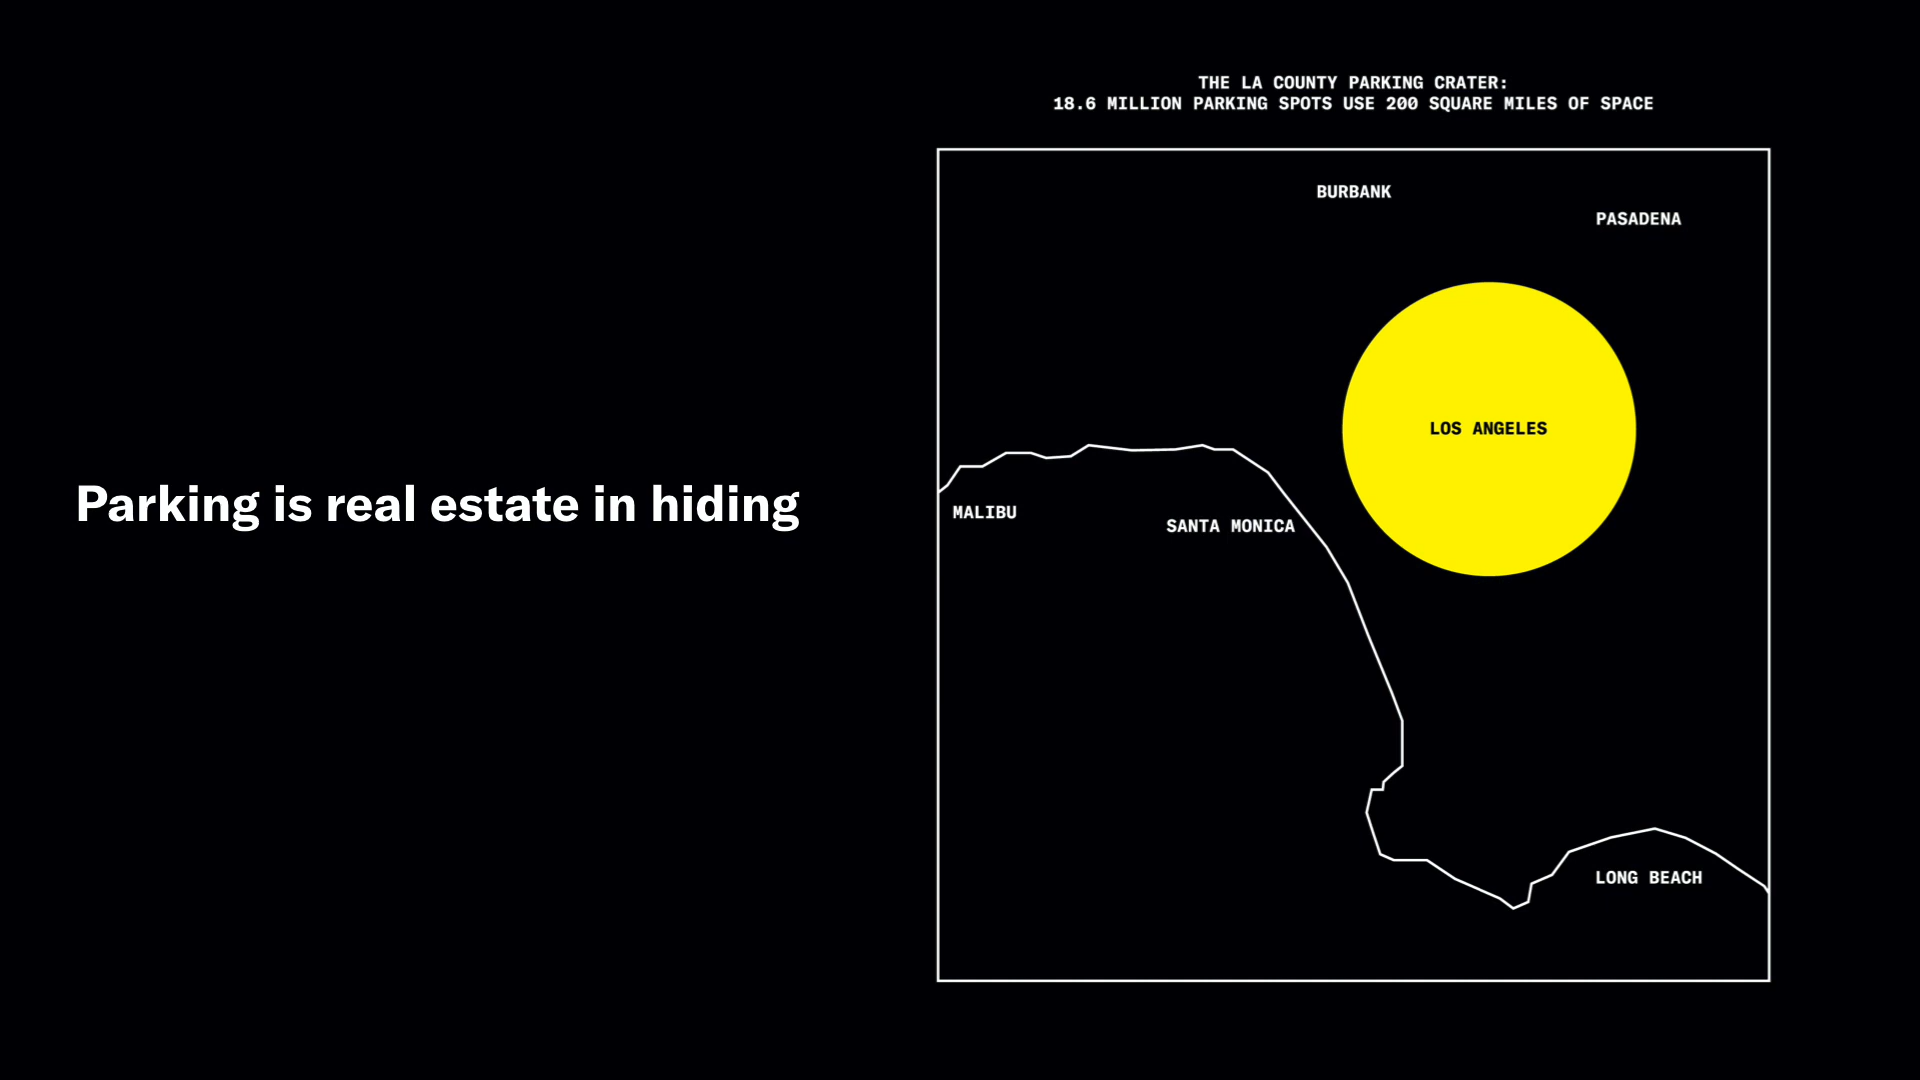 Parking is real estate in hiding
THE LA COUNTY PARKING CRATER:
18.6 MILLION PARKING SPOTS USE 200 SQUARE MILES OF SPACE
BURBANK
PASADENA
LOS ANGELES
MALIBU
SANTA MONICA
LONG BEACH